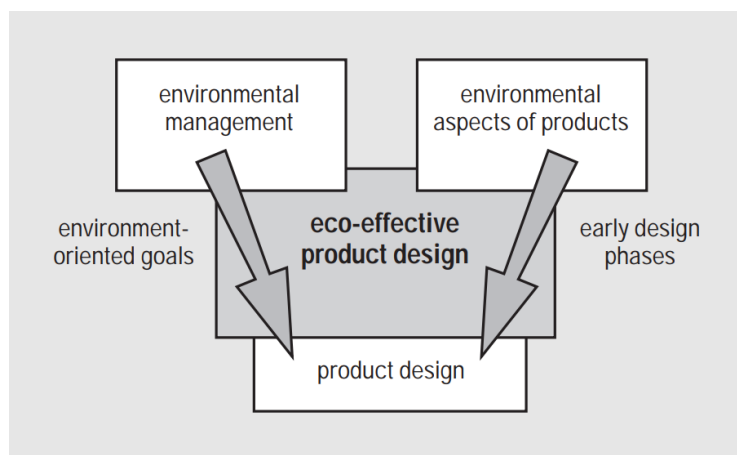 environmental
management
environmental
aspects of products
eco-effective
product design
environment-
oriented goals
early design
phases
product design